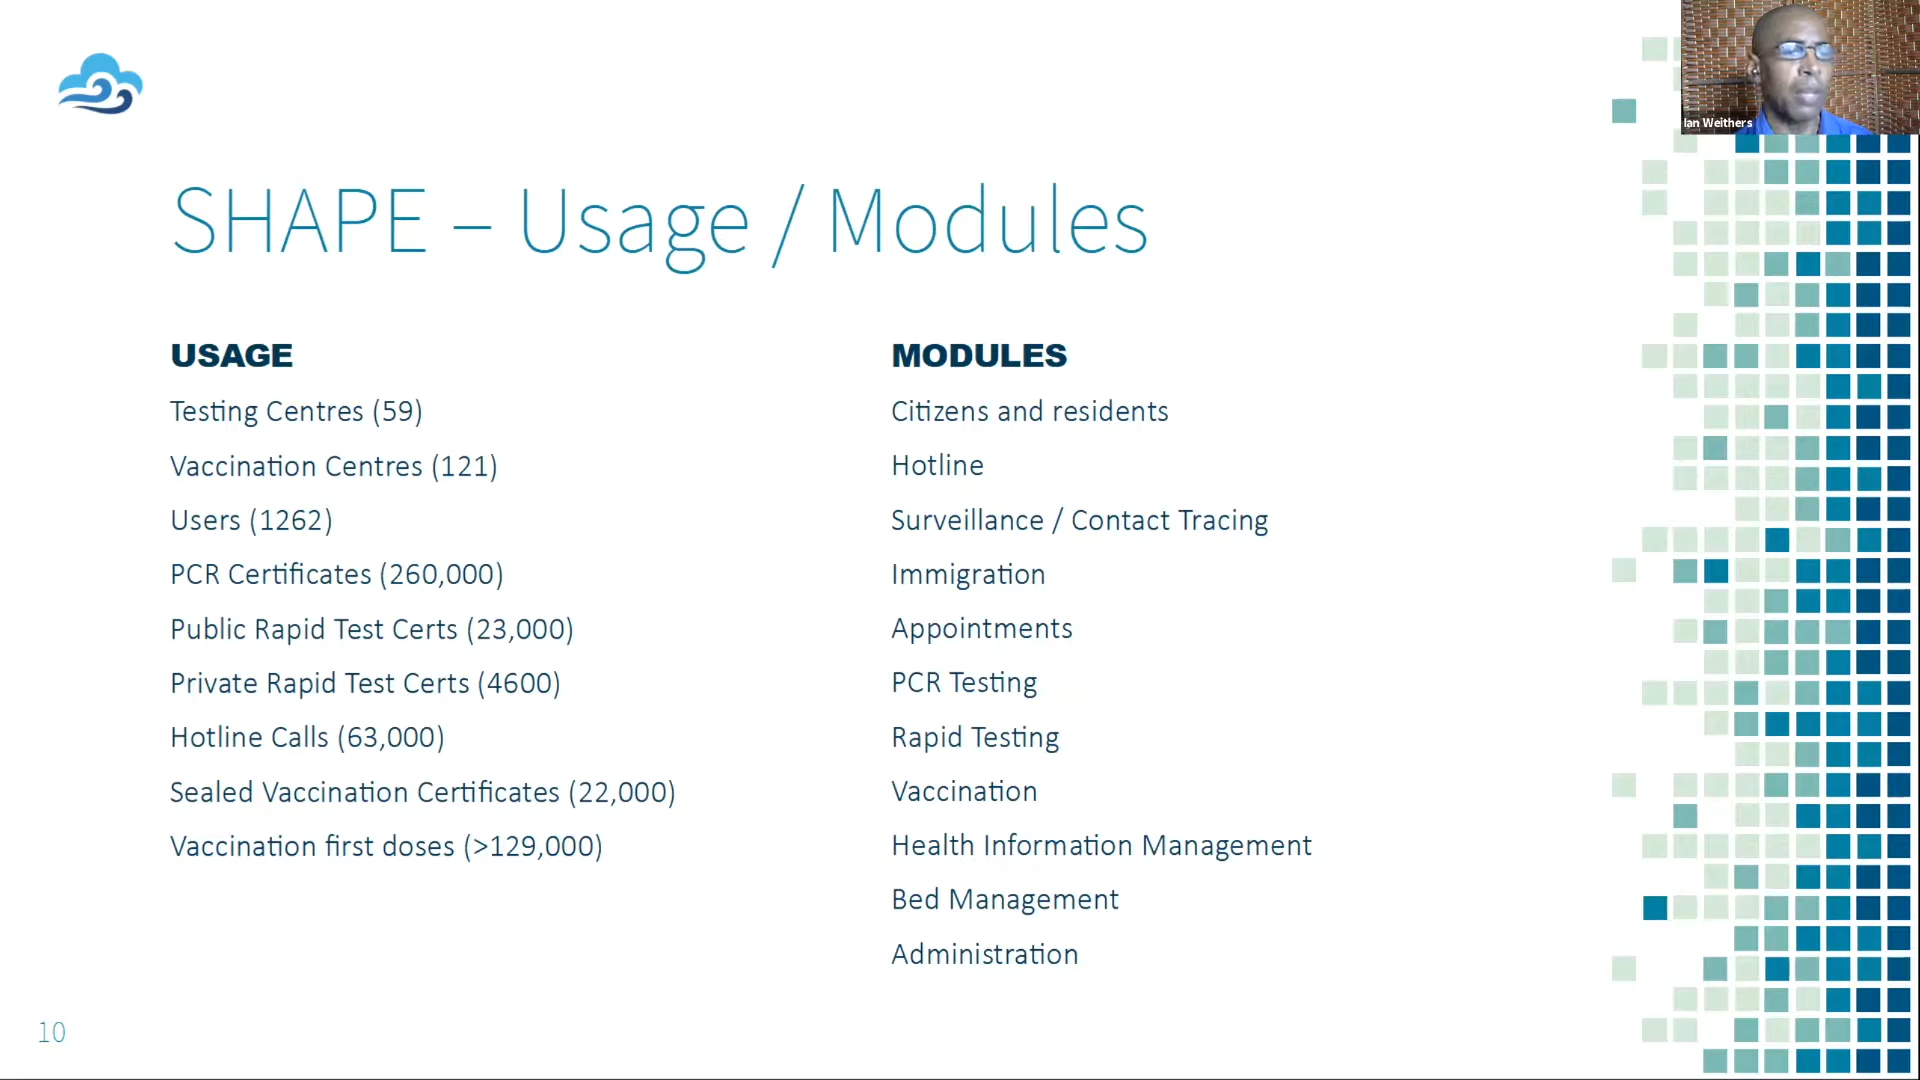 Ian Weithers
SHAPE – Usage / Modules
USAGE
Testing Centres (59)
Vaccination Centres (121)
Users (1262)
PCR Certificates (260,000)
Public Rapid Test Certs (23,000)
Private Rapid Test Certs (4600)
Hotline Calls (63,000)
Sealed Vaccination Certificates (22,000)
Vaccination first doses (>129,000)
MODULES
Citizens and residents
Hotline
Surveillance / Contact Tracing
Immigration
Appointments
PCR Testing
Rapid Testing
Vaccination
Health Information Management
Bed Management
Administration
10